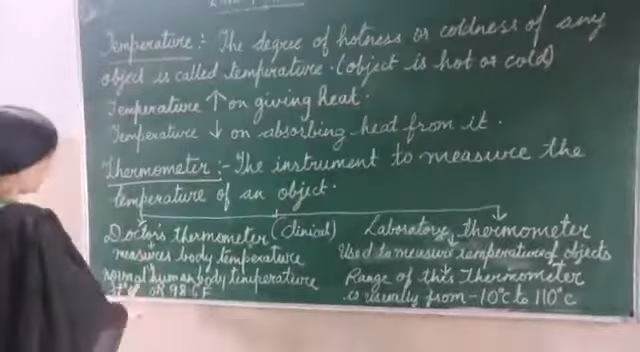 Temperature :- The degree of hotness or coldness of any
object is called temperature. (object is hot or cold)
Temperature ↑ on giving heat.
Temperature ↓ on absorbing heat from it.
Thermometer :- The instrument to measure the
temperature of an object.
Doctor's thermometer (clinical)
measures body temperature
normal human body temperature
or 98.6 F
Laboratory thermometer
Used to measure temperature of objects
Range of this Thermometer
is usually from -10°C to 110°C